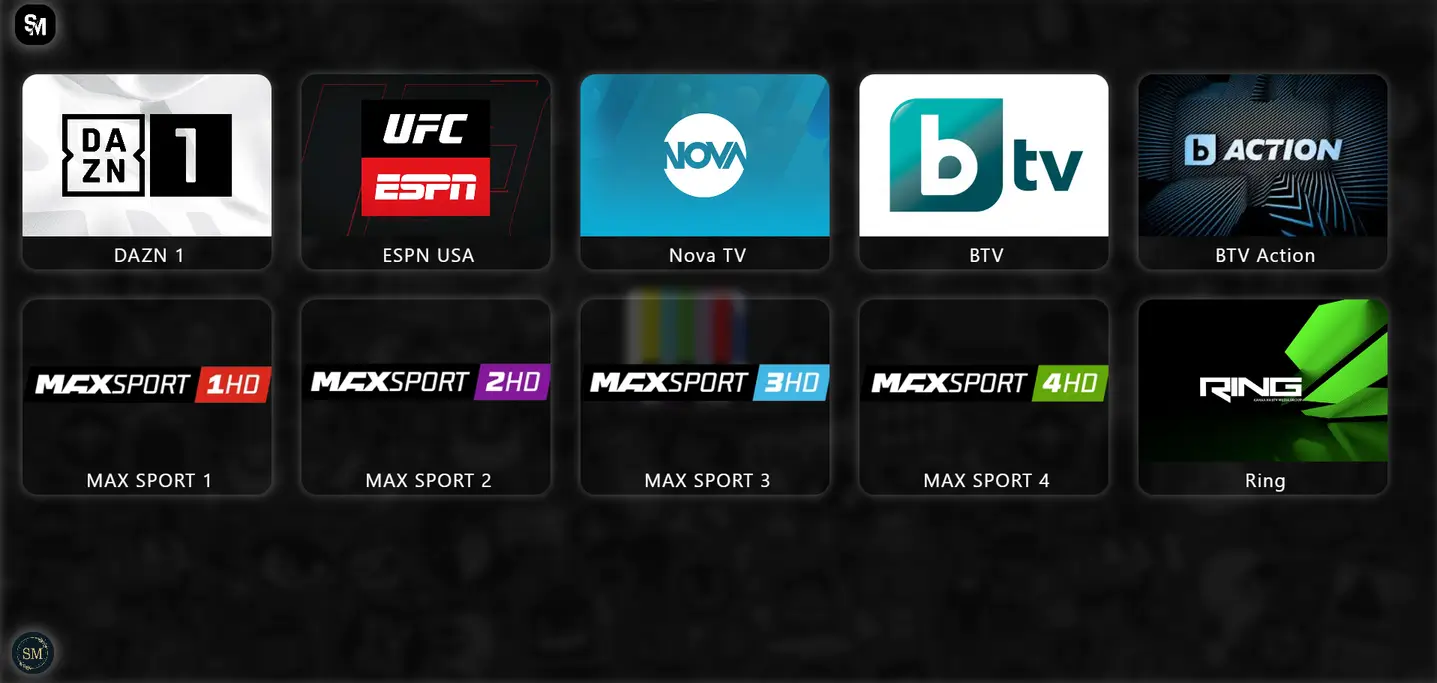 SM
DAZN 1
UFC
ESPN
NOVA
b tv
b ACTION
DAZN 1
ESPN USA
Nova TV
BTV
BTV Action
MAXSPORT 1HD
MAXSPORT 2HD
MAXSPORT 3HD
MAXSPORT 4HD
RING
MAX SPORT 1
MAX SPORT 2
MAX SPORT 3
MAX SPORT 4
Ring
SM